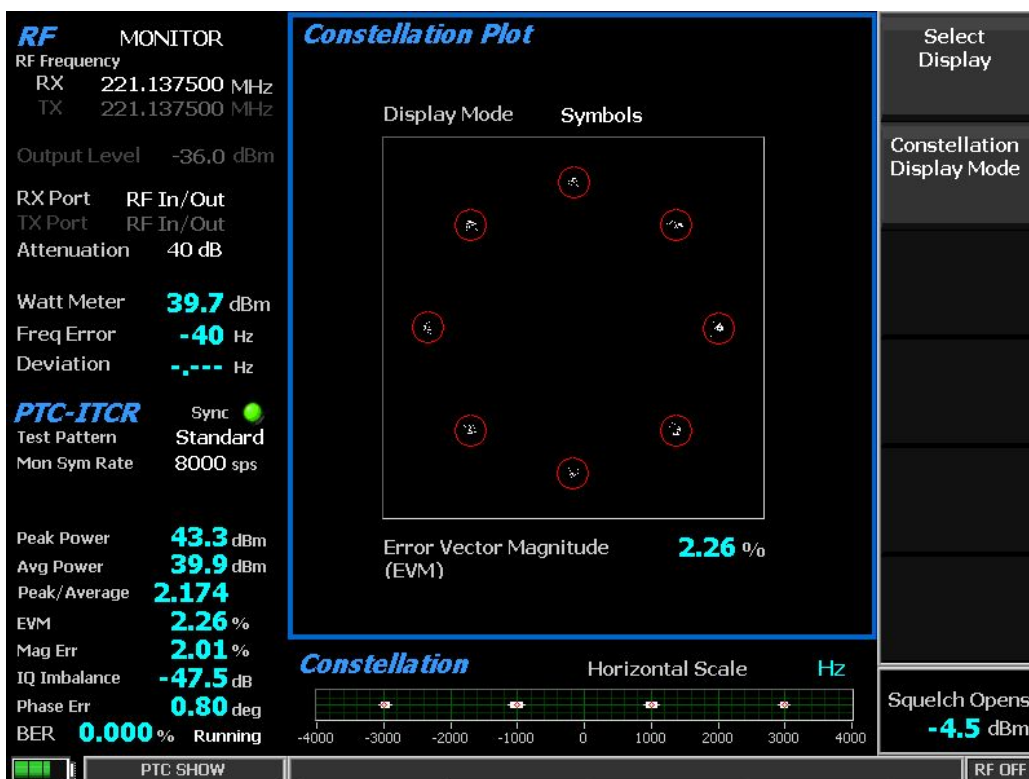 RF MONITOR
RF Frequency
RX 221.137500 MHz
TX 221.137500 MHz
Output Level -36.0 dBm
RX Port RF In/Out
TX Port RF In/Out
Attenuation 40 dB
Watt Meter 39.7 dBm
Freq Error -40 Hz
Deviation -.--- Hz
PTC-ITCR Sync
Test Pattern Standard
Mon Sym Rate 8000 sps
Peak Power 43.3 dBm
Avg Power 39.9 dBm
Peak/Average 2.174
EVM 2.26 %
Mag Err 2.01 %
IQ Imbalance -47.5 dB
Phase Err 0.80 deg
BER 0.000 % Running
Constellation Plot
Display Mode Symbols
Error Vector Magnitude 2.26 %
(EVM)
Constellation Horizontal Scale Hz
-4000 -3000 -2000 -1000 0 1000 2000 3000 4000
Select
Display
Constellation
Display Mode
Squelch Opens
-4.5 dBm
PTC SHOW RF OFF